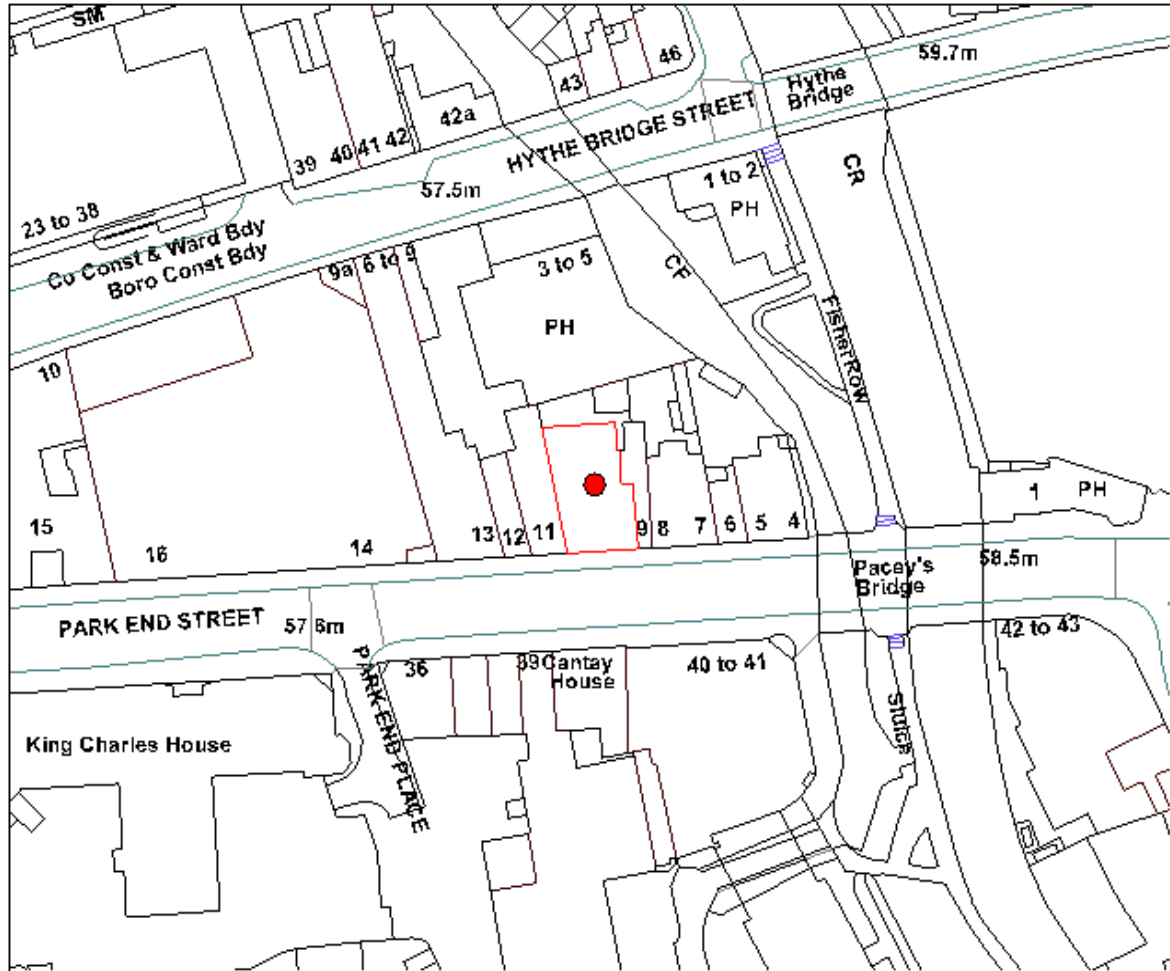 SM
46
59.7m
43
Hythe
Bridge
42a
HYTHE BRIDGE STREET
39
40
41
42
1 to 2
CR
57.5m
PH
23 to 38
Co Const & Ward Bdy
Boro Const Bdy
9a
6 to 9
3 to 5
CF
PH
Fisher Row
10
15
16
14
13
12
11
9
8
7
6
5
4
1
PH
58.5m
Pacey's
Bridge
PARK END STREET
57 6m
PARK END PLACE
36
39
Cantay
House
40 to 41
42 to 43
Sluice
King Charles House